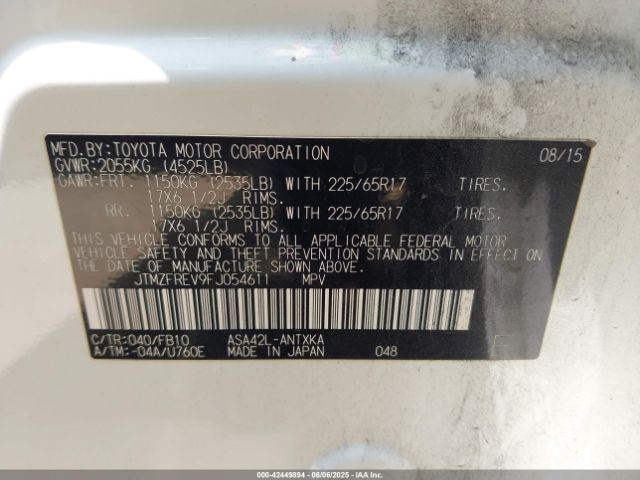 MFD.BY:TOYOTA MOTOR CORPORATION 08/15
GVWR:2055KG (4525LB)
GAWR:FRT. 1150KG (2535LB) WITH 225/65R17 TIRES.
17X6 1/2J RIMS.
RR. 1150KG (2535LB) WITH 225/65R17 TIRES.
17X6 1/2J RIMS.
THIS VEHICLE CONFORMS TO ALL APPLICABLE FEDERAL MOTOR
VEHICLE SAFETY AND THEFT PREVENTION STANDARDS IN EFFECT
ON THE DATE OF MANUFACTURE SHOWN ABOVE.
JTMZFREV9FJ054611 MPV
C/TR:040/FB10 ASA42L-ANTXKA
A/TM:-04A/U760E MADE IN JAPAN 048 E
000-42449894 - 06/06/2025 - IAAI.COM